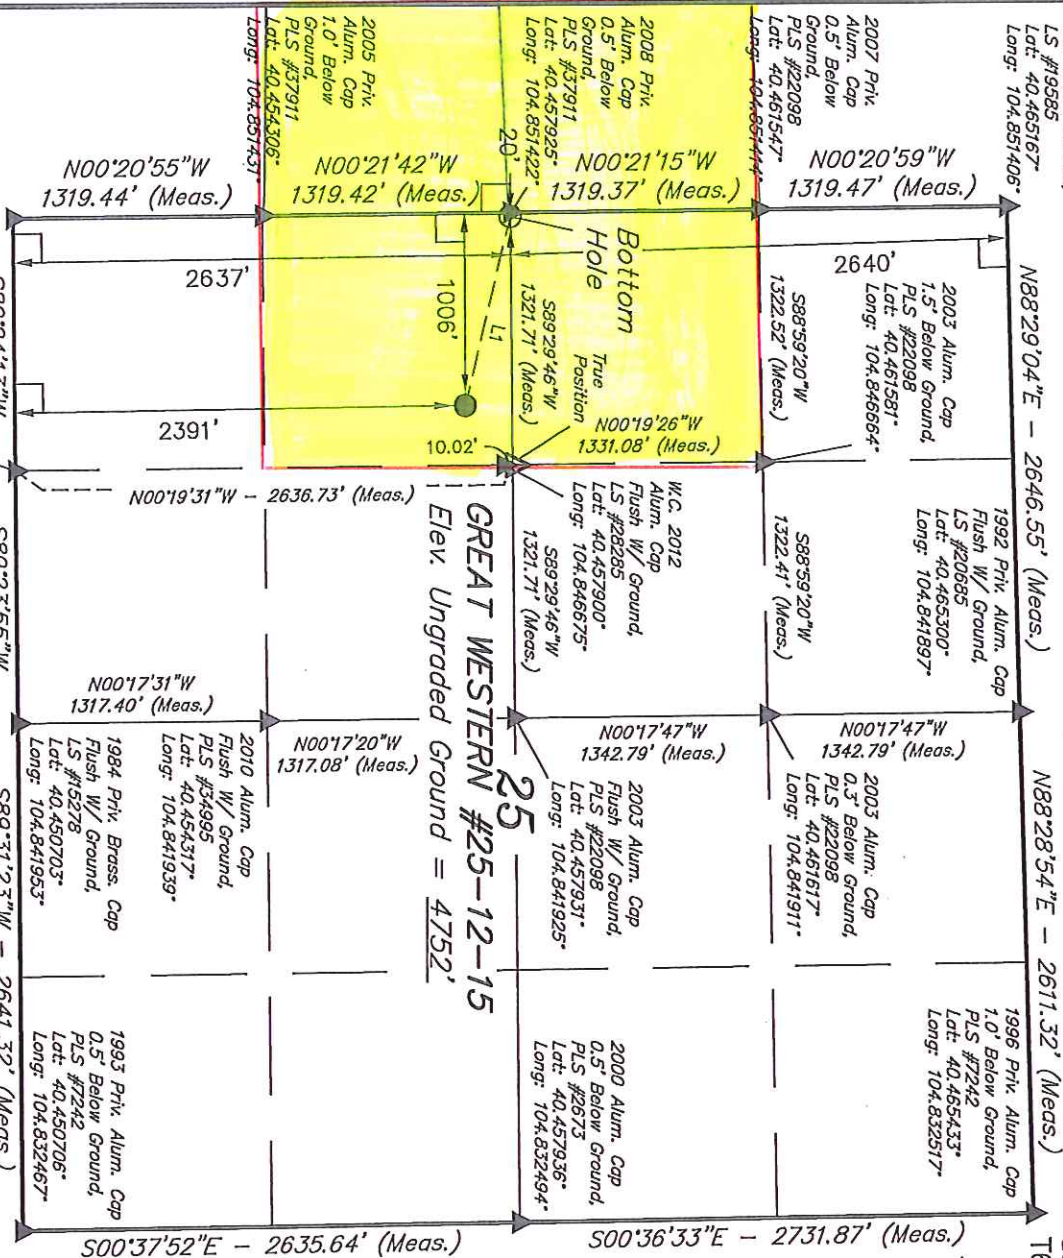 LS #19585
Lat: 40.465167°
Long: 104.851406°
N88°29'04"E - 2646.55' (Meas.)
N88°28'54"E - 2611.32' (Meas.)
2007 Priv.
Alum. Cap
0.5' Below
Ground,
PLS #22098
Lat: 40.461547°
N00°20'59"W
1319.47' (Meas.)
2640'
2003 Alum. Cap
1.5' Below Ground,
PLS #22098
Lat: 40.461581°
Long: 104.846664°
1992 Priv. Alum. Cap
Flush W/ Ground,
LS #20685
Lat: 40.465300°
Long: 104.841897°
1996 Priv. Alum. Cap
1.0' Below Ground,
PLS #7242
Lat: 40.465433°
Long: 104.832517°
S88°59'20"W
1322.52' (Meas.)
S88°59'20"W
1322.41' (Meas.)
N00°17'47"W
1342.79' (Meas.)
2003 Alum. Cap
0.3' Below Ground,
PLS #22098
Lat: 40.461617°
Long: 104.841911°
2008 Priv.
Alum. Cap
0.5' Below
Ground,
PLS #37911
Lat: 40.457925°
Long: 104.851422°
N00°21'15"W
1319.37' (Meas.)
20'
Bottom
Hole
True
Position
N00°19'26"W
1331.08' (Meas.)
S89°29'46"W
1321.71' (Meas.)
10.02'
W.C. 2012
Alum. Cap
Flush W/ Ground,
LS #28285
Lat: 40.457900°
Long: 104.846675°
S89°29'46"W
1321.71' (Meas.)
N00°17'47"W
1342.79' (Meas.)
25
2003 Alum. Cap
Flush W/ Ground,
PLS #22098
Lat: 40.457931°
Long: 104.841925°
2000 Alum. Cap
0.5' Below Ground,
PLS #2673
Lat: 40.457936°
Long: 104.832494°
S00°36'33"E - 2731.87' (Meas.)
L1
1006'
GREAT WESTERN #25-12-15
Elev. Ungraded Ground = 4752'
2005 Priv.
Alum. Cap
1.0' Below
Ground,
PLS #37911
Lat: 40.454306°
Long: 104.851431°
N00°21'42"W
1319.42' (Meas.)
N00°20'55"W
1319.44' (Meas.)
2637'
2391'
N00°19'31"W - 2636.73' (Meas.)
N00°17'20"W
1317.08' (Meas.)
N00°17'31"W
1317.40' (Meas.)
2010 Alum. Cap
Flush W/ Ground,
PLS #34995
Lat: 40.454317°
Long: 104.841939°
1984 Priv. Brass. Cap
Flush W/ Ground,
LS #15278
Lat: 40.450703°
Long: 104.841953°
1993 Priv. Alum. Cap
0.5' Below Ground,
PLS #7242
Lat: 40.450706°
Long: 104.832467°
S00°37'52"E - 2635.64' (Meas.)
S89°23'55"W
S89°31'23"W - 2641.32' (Meas.)